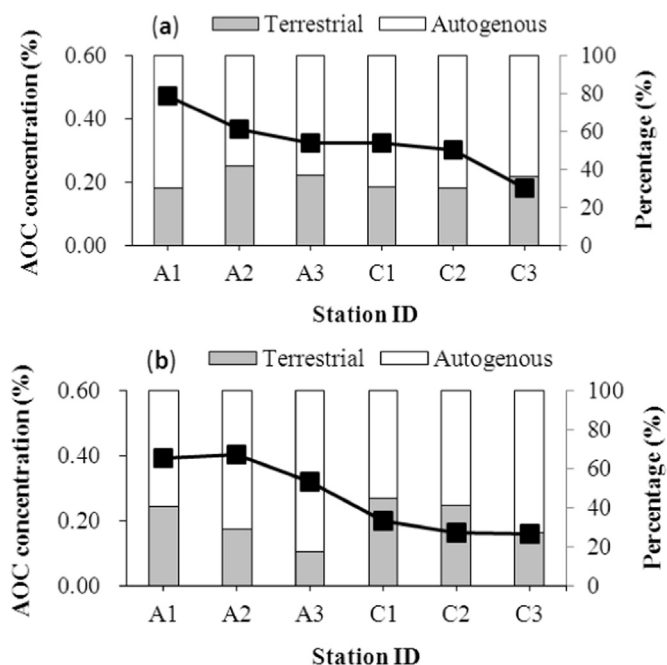 (a) Terrestrial Autogenous
AOC concentration (%)
0.60
0.40
0.20
0.00
100
80
60
40
20
0
Percentage (%)
A1 A2 A3 C1 C2 C3
Station ID
(b) Terrestrial Autogenous
AOC concentration (%)
0.60
0.40
0.20
0.00
100
80
60
40
20
0
Percentage (%)
A1 A2 A3 C1 C2 C3
Station ID